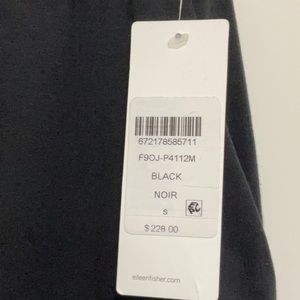 672178585711
F9OJ-P4112M
BLACK
NOIR
S
$228.00
eileenfisher.com